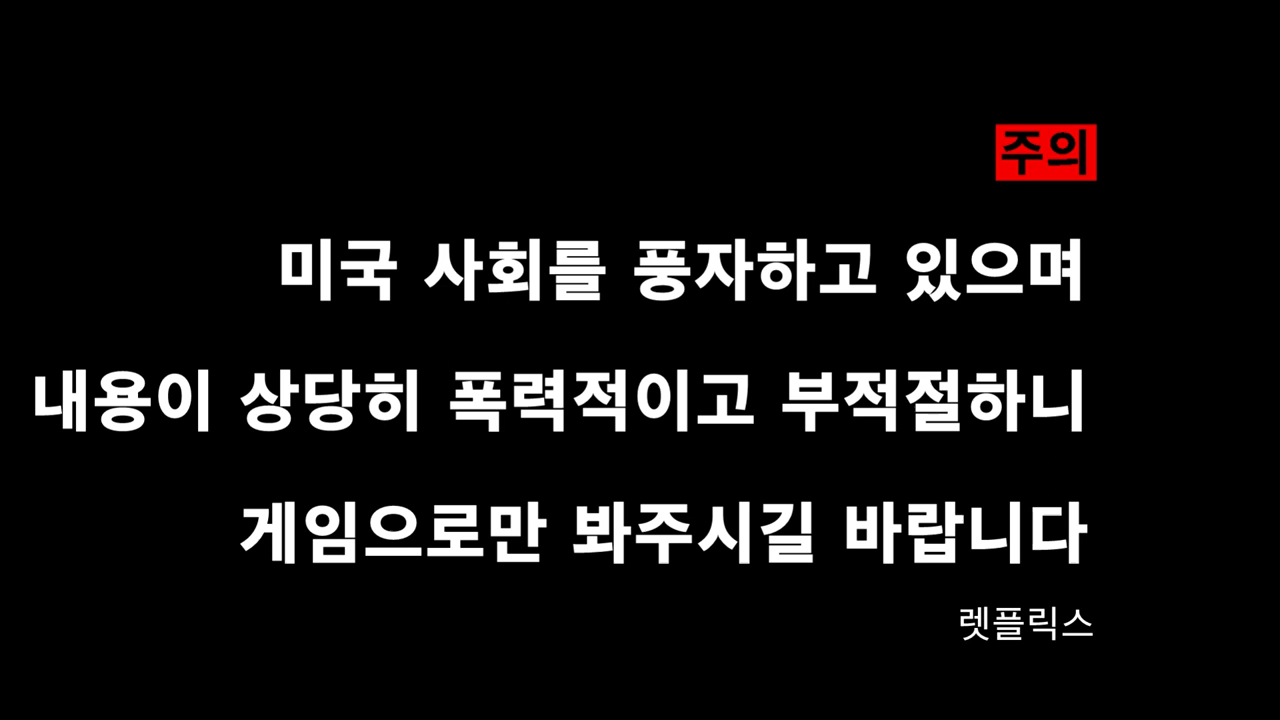 주의
미국 사회를 풍자하고 있으며
내용이 상당히 폭력적이고 부적절하니
게임으로만 봐주시길 바랍니다
렛플릭스